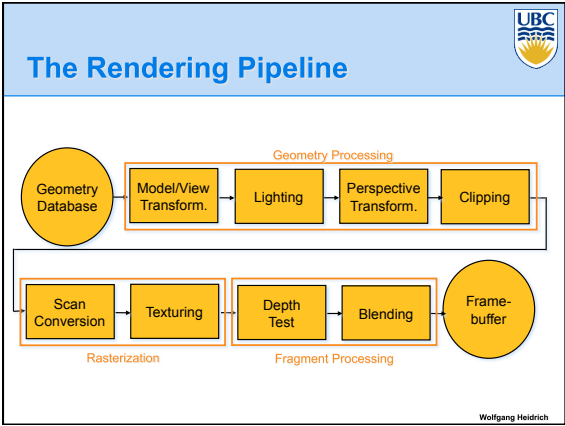 UBC
The Rendering Pipeline
Geometry Processing
Geometry
Database
Model/View
Transform.
Lighting
Perspective
Transform.
Clipping
Scan
Conversion
Texturing
Depth
Test
Blending
Frame-
buffer
Rasterization
Fragment Processing
Wolfgang Heidrich